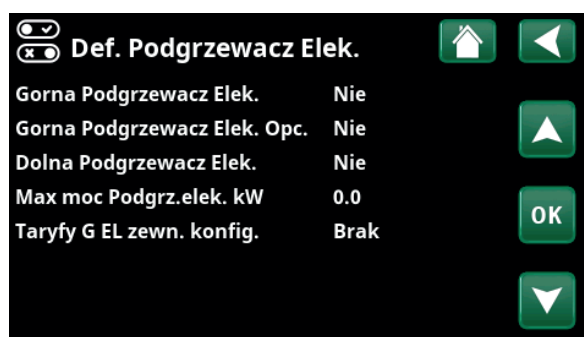 Def. Podgrzewacz Elek.
Gorna Podgrzewacz Elek. Nie
Gorna Podgrzewacz Elek. Opc. Nie
Dolna Podgrzewacz Elek. Nie
Max moc Podgrz.elek. kW 0.0
Taryfy G EL zewn. konfig. Brak
OK